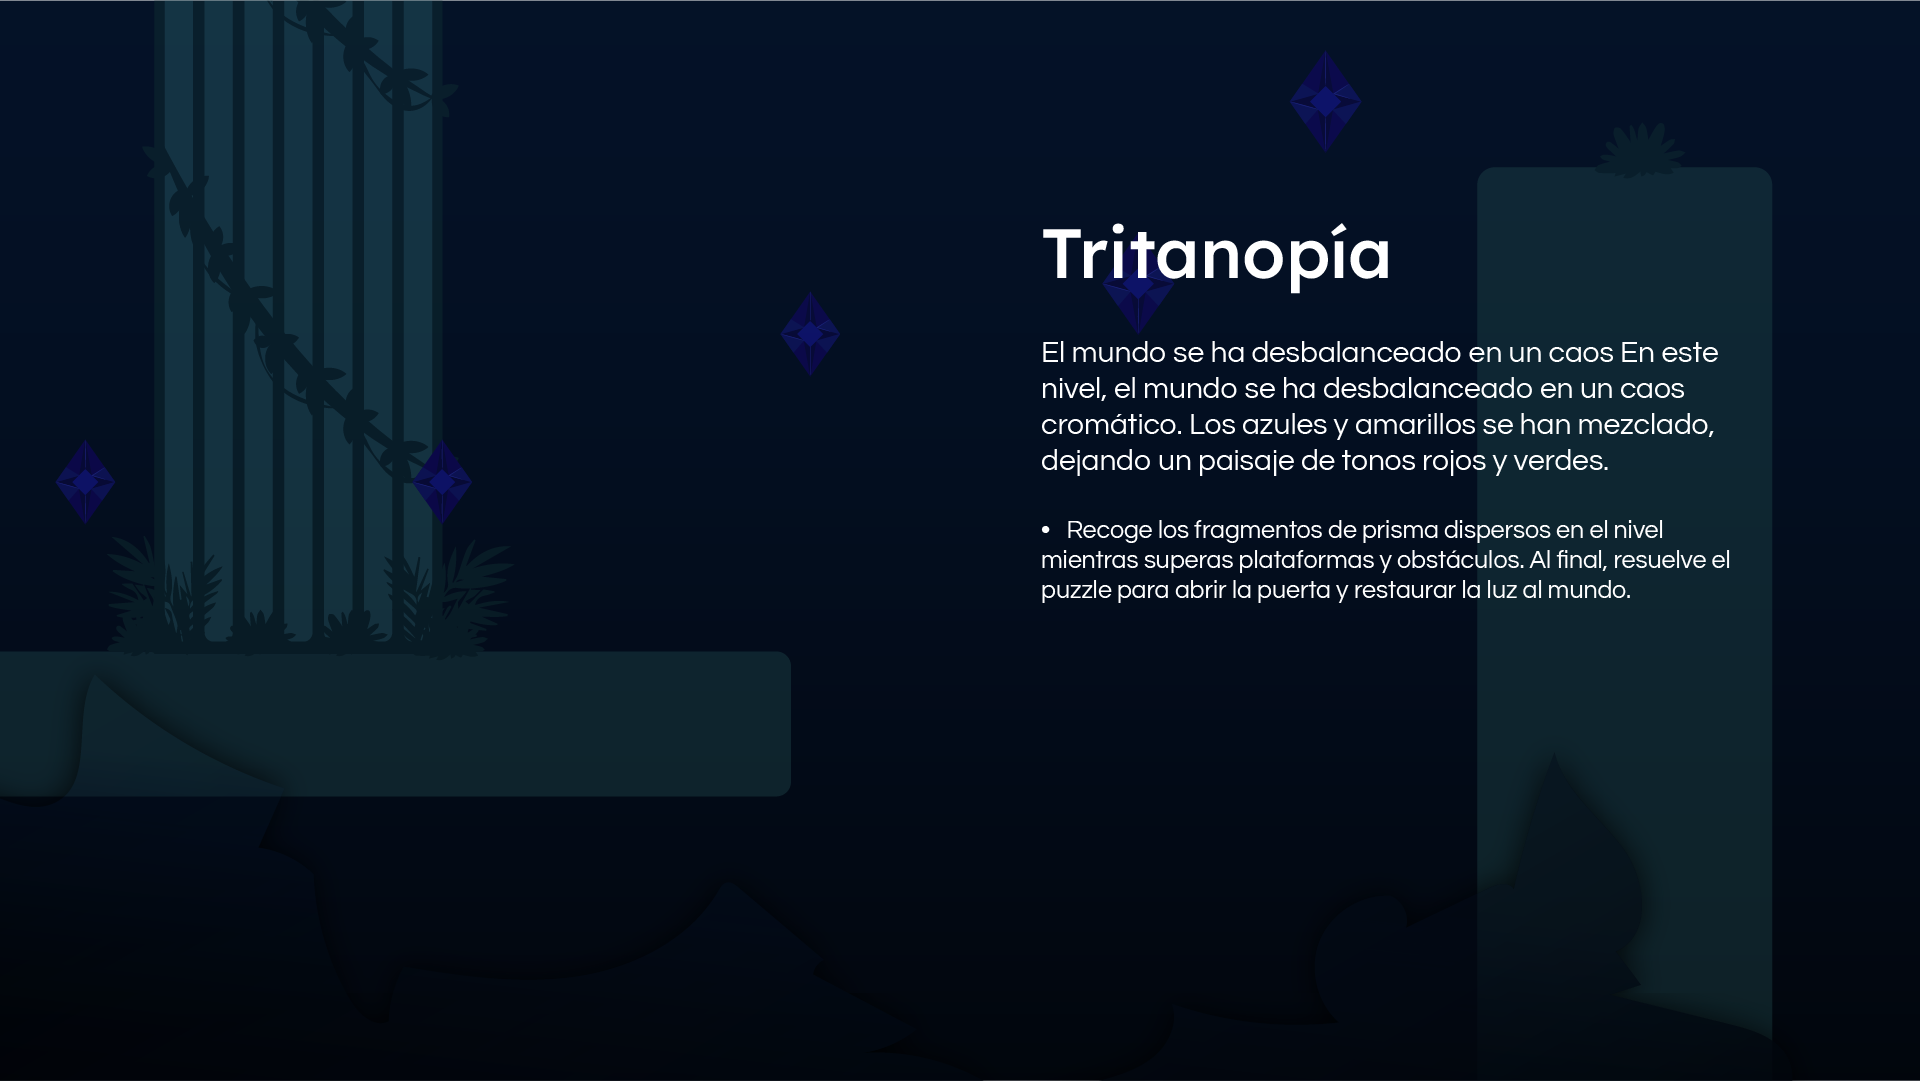 Tritanopía
El mundo se ha desbalanceado en un caos En este
nivel, el mundo se ha desbalanceado en un caos
cromático. Los azules y amarillos se han mezclado,
dejando un paisaje de tonos rojos y verdes.
• Recoge los fragmentos de prisma dispersos en el nivel
mientras superas plataformas y obstáculos. Al final, resuelve el
puzzle para abrir la puerta y restaurar la luz al mundo.